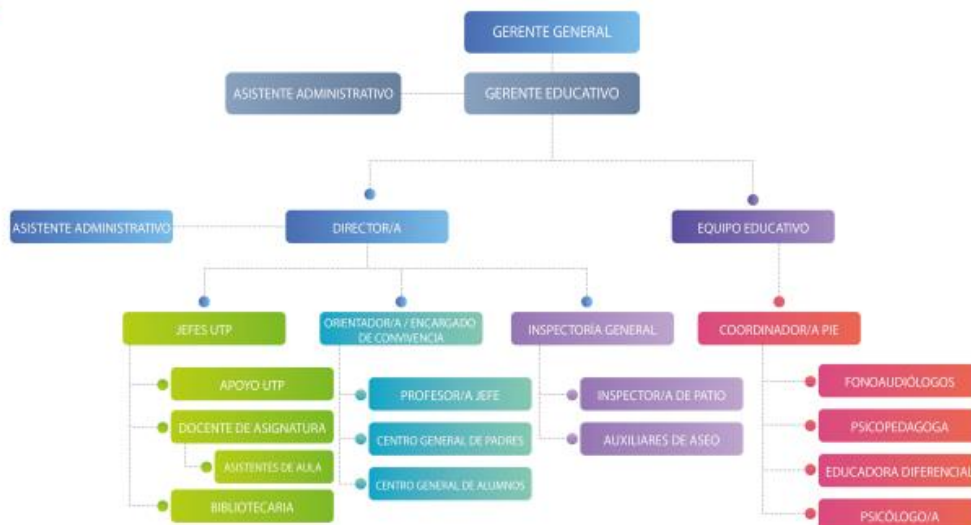 GERENTE GENERAL
ASISTENTE ADMINISTRATIVO
GERENTE EDUCATIVO
ASISTENTE ADMINISTRATIVO
DIRECTOR/A
EQUIPO EDUCATIVO
JEFES UTP
ORIENTADOR/A / ENCARGADO
DE CONVIVENCIA
INSPECTORÍA GENERAL
COORDINADOR/A PIE
APOYO UTP
DOCENTE DE ASIGNATURA
ASISTENTES DE AULA
BIBLIOTECARIA
PROFESOR/A JEFE
CENTRO GENERAL DE PADRES
CENTRO GENERAL DE ALUMNOS
INSPECTOR/A DE PATIO
AUXILIARES DE ASEO
FONOAUDIÓLOGOS
PSICOPEDAGOGA
EDUCADORA DIFERENCIAL
PSICÓLOGO/A